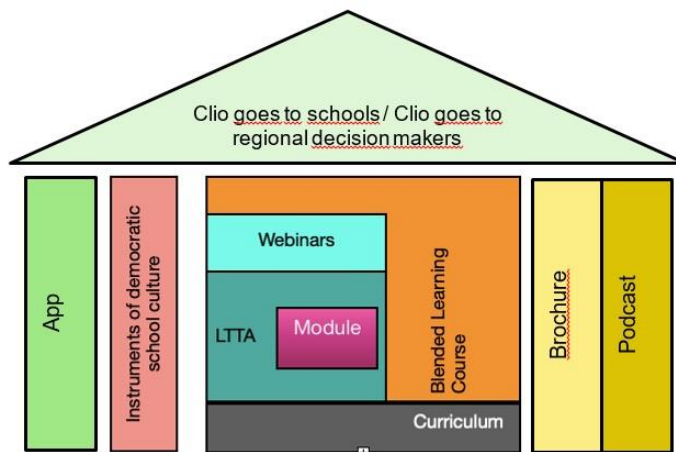 Clio goes to schools / Clio goes to
regional decision makers
App
Instruments of democratic
school culture
Webinars
LTTA
Module
Blended Learning
Course
Curriculum
Brochure
Podcast